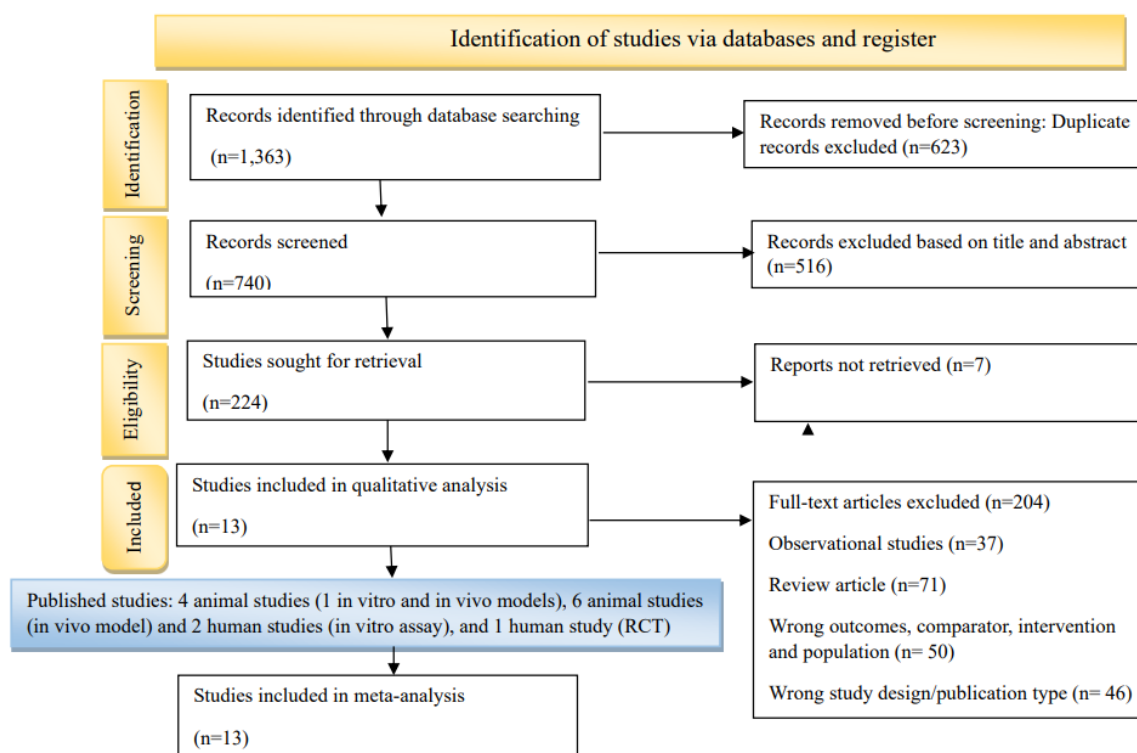 Identification of studies via databases and register
Identification
Records identified through database searching
(n=1,363)
Records removed before screening: Duplicate
records excluded (n=623)
Screening
Records screened
(n=740)
Records excluded based on title and abstract
(n=516)
Eligibility
Studies sought for retrieval
(n=224)
Reports not retrieved (n=7)
Included
Studies included in qualitative analysis
(n=13)
Full-text articles excluded (n=204)
Observational studies (n=37)
Review article (n=71)
Wrong outcomes, comparator, intervention
and population (n= 50)
Wrong study design/publication type (n= 46)
Published studies: 4 animal studies (1 in vitro and in vivo models), 6 animal studies
(in vivo model) and 2 human studies (in vitro assay), and 1 human study (RCT)
Studies included in meta-analysis
(n=13)